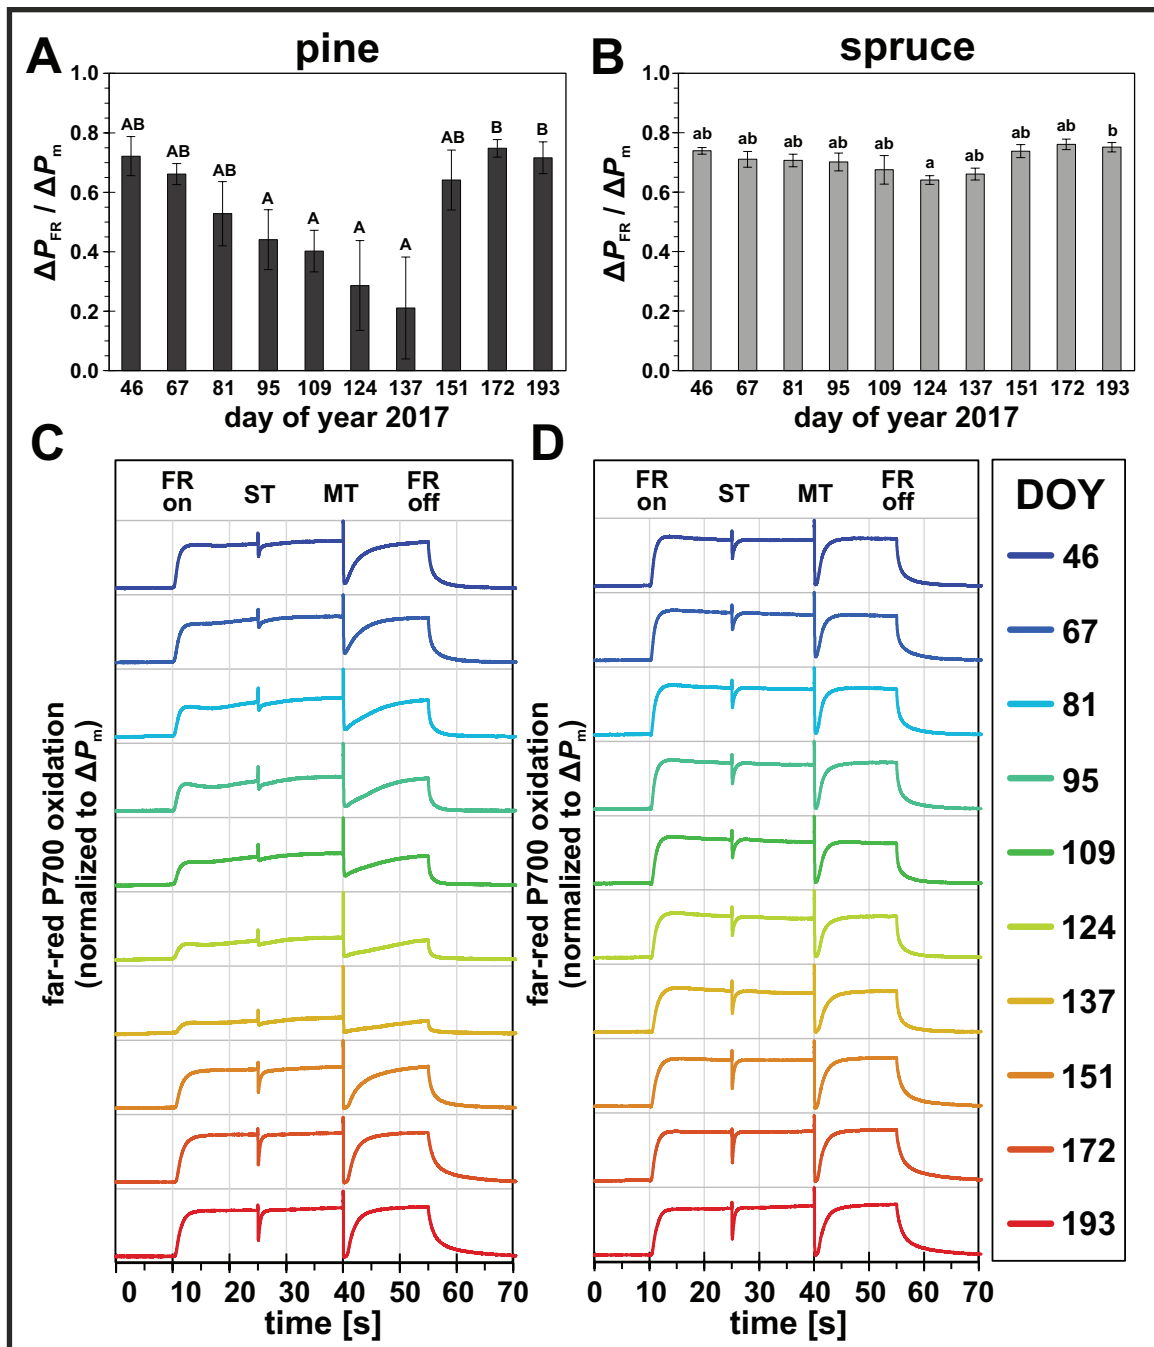 A
pine
ΔP_FR / ΔP_m
1.0
0.8
0.6
0.4
0.2
0.0
AB AB AB A A A A AB B B
46 67 81 95 109 124 137 151 172 193
day of year 2017
B
spruce
ΔP_FR / ΔP_m
1.0
0.8
0.6
0.4
0.2
0.0
ab ab ab ab ab a ab ab ab b
46 67 81 95 109 124 137 151 172 193
day of year 2017
C
FR on
ST
MT
FR off
far-red P700 oxidation
(normalized to ΔP_m)
0 10 20 30 40 50 60 70
time [s]
D
FR on
ST
MT
FR off
far-red P700 oxidation
(normalized to ΔP_m)
0 10 20 30 40 50 60 70
time [s]
DOY
46
67
81
95
109
124
137
151
172
193